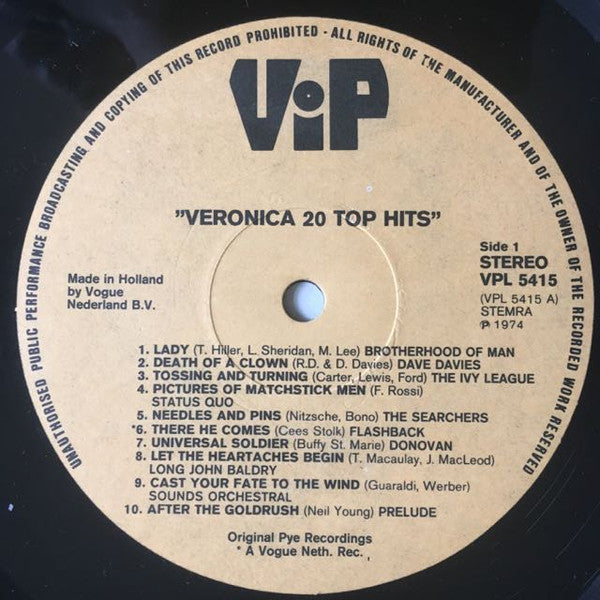 UNAUTHORISED PUBLIC PERFORMANCE BROADCASTING AND COPYING OF THIS RECORD PROHIBITED - ALL RIGHTS OF THE MANUFACTURER AND OF THE OWNER OF THE RECORDED WORK RESERVED
ViP
"VERONICA 20 TOP HITS"
Made in Holland
by Vogue
Nederland B.V.
Side 1
STEREO
VPL 5415
(VPL 5415 A)
STEMRA
℗ 1974
1. LADY (T. Hiller, L. Sheridan, M. Lee) BROTHERHOOD OF MAN
2. DEATH OF A CLOWN (R.D. & D. Davies) DAVE DAVIES
3. TOSSING AND TURNING (Carter, Lewis, Ford) THE IVY LEAGUE
4. PICTURES OF MATCHSTICK MEN (F. Rossi)
STATUS QUO
5. NEEDLES AND PINS (Nitzsche, Bono) THE SEARCHERS
*6. THERE HE COMES (Cees Stolk) FLASHBACK
7. UNIVERSAL SOLDIER (Buffy St. Marie) DONOVAN
8. LET THE HEARTACHES BEGIN (T. Macaulay, J. MacLeod)
LONG JOHN BALDRY
9. CAST YOUR FATE TO THE WIND (Guaraldi, Werber)
SOUNDS ORCHESTRAL
10. AFTER THE GOLDRUSH (Neil Young) PRELUDE
Original Pye Recordings
* A Vogue Neth. Rec.